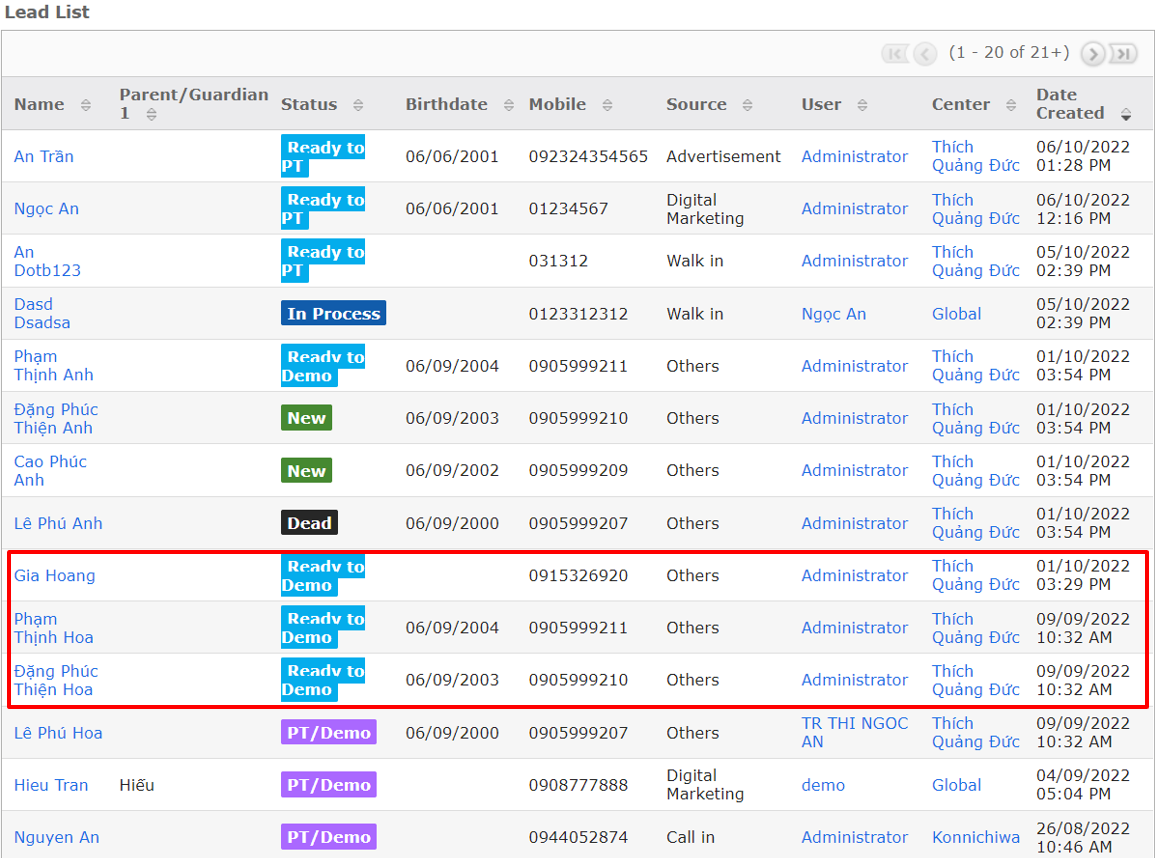 Lead List
(1 - 20 of 21+)
Name Parent/Guardian 1 Status Birthdate Mobile Source User Center Date Created
An Trần Ready to PT 06/06/2001 092324354565 Advertisement Administrator Thích Quảng Đức 06/10/2022 01:28 PM
Ngọc An Ready to PT 06/06/2001 01234567 Digital Marketing Administrator Thích Quảng Đức 06/10/2022 12:16 PM
An Dotb123 Ready to PT 031312 Walk in Administrator Thích Quảng Đức 05/10/2022 02:39 PM
Dasd Dsadsa In Process 0123312312 Walk in Ngọc An Global 05/10/2022 02:39 PM
Phạm Thịnh Anh Ready to Demo 06/09/2004 0905999211 Others Administrator Thích Quảng Đức 01/10/2022 03:54 PM
Đặng Phúc Thiện Anh New 06/09/2003 0905999210 Others Administrator Thích Quảng Đức 01/10/2022 03:54 PM
Cao Phúc Anh New 06/09/2002 0905999209 Others Administrator Thích Quảng Đức 01/10/2022 03:54 PM
Lê Phú Anh Dead 06/09/2000 0905999207 Others Administrator Thích Quảng Đức 01/10/2022 03:54 PM
Gia Hoang Ready to Demo 0915326920 Others Administrator Thích Quảng Đức 01/10/2022 03:29 PM
Phạm Thịnh Hoa Ready to Demo 06/09/2004 0905999211 Others Administrator Thích Quảng Đức 09/09/2022 10:32 AM
Đặng Phúc Thiện Hoa Ready to Demo 06/09/2003 0905999210 Others Administrator Thích Quảng Đức 09/09/2022 10:32 AM
Lê Phú Hoa PT/Demo 06/09/2000 0905999207 Others TR THI NGOC AN Thích Quảng Đức 09/09/2022 10:32 AM
Hieu Tran Hiếu PT/Demo 0908777888 Digital Marketing demo Global 04/09/2022 05:04 PM
Nguyen An PT/Demo 0944052874 Call in Administrator Konnichiwa 26/08/2022 10:46 AM